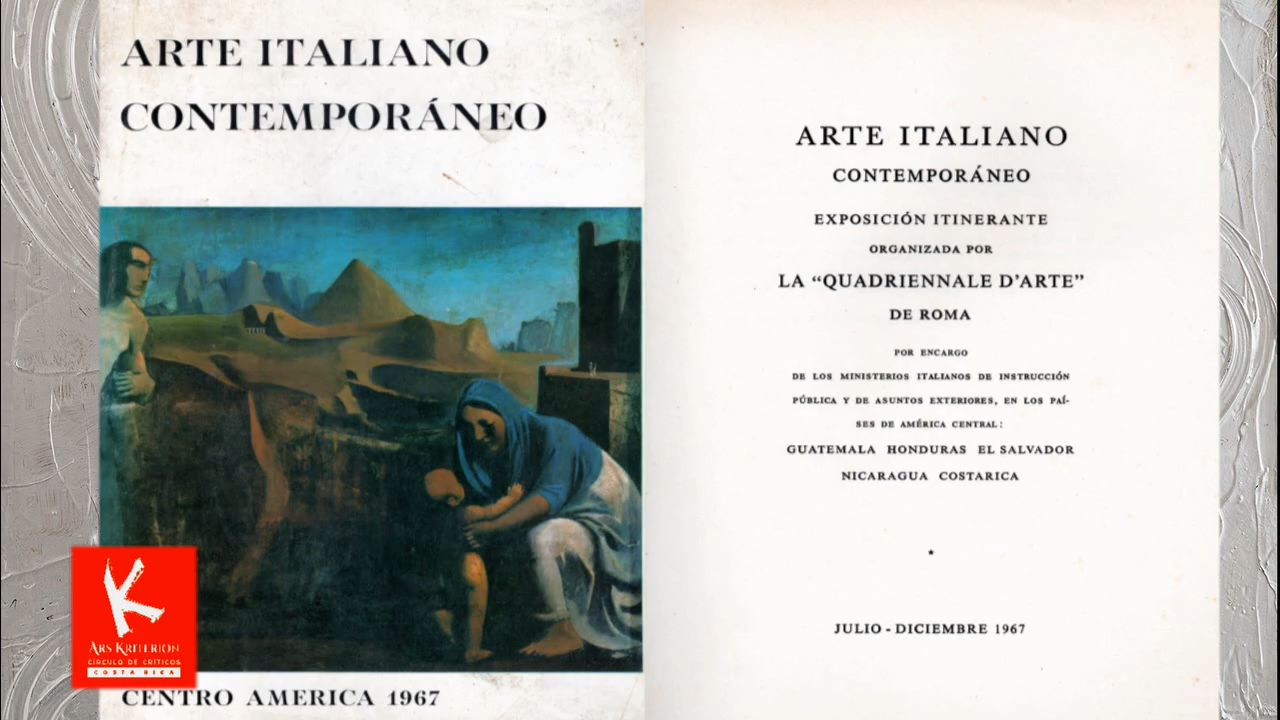 ARTE ITALIANO
CONTEMPORÁNEO
CENTRO AMERICA 1967
K
ARS KRITERION
CÍRCULO DE CRÍTICOS
COSTA RICA
ARTE ITALIANO
CONTEMPORÁNEO
EXPOSICIÓN ITINERANTE
ORGANIZADA POR
LA “QUADRIENNALE D’ARTE”
DE ROMA
POR ENCARGO
DE LOS MINISTERIOS ITALIANOS DE INSTRUCCIÓN
PÚBLICA Y DE ASUNTOS EXTERIORES, EN LOS PAÍ-
SES DE AMÉRICA CENTRAL:
GUATEMALA HONDURAS EL SALVADOR
NICARAGUA COSTARICA
*
JULIO - DICIEMBRE 1967